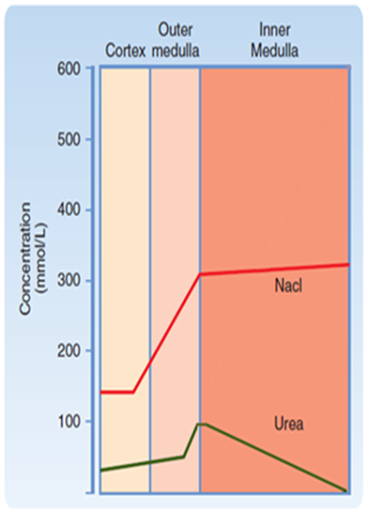 Outer
Inner
Cortex medulla
Medulla
600
500
400
300
200
100
Concentration
(mmol/L)
Nacl
Urea